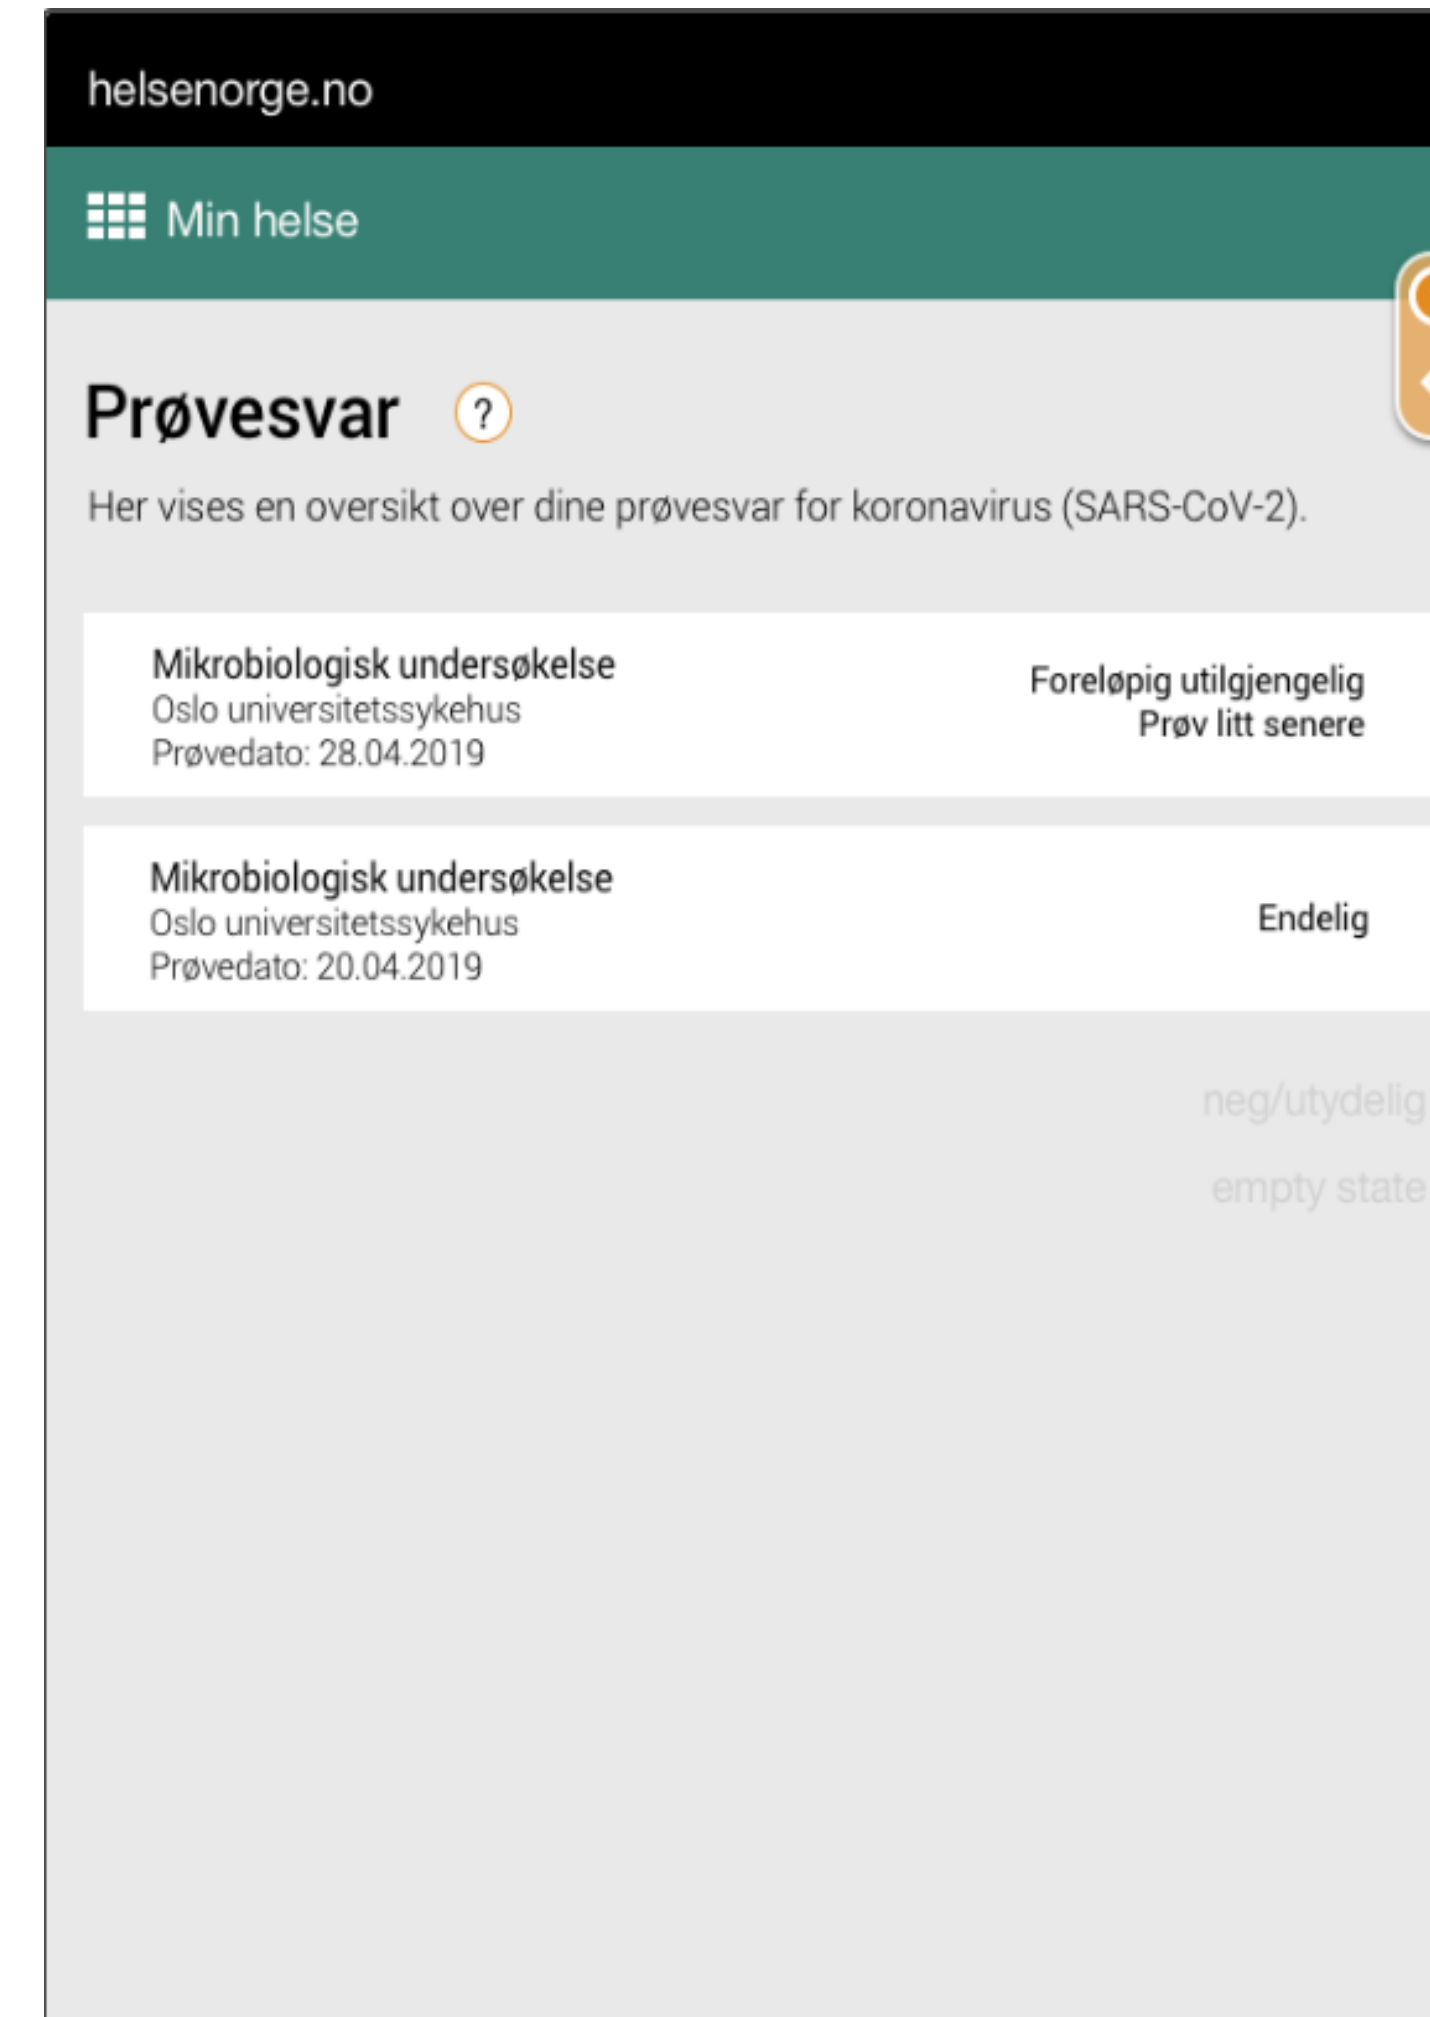 helsenorge.no
Min helse
Prøvesvar ?
Her vises en oversikt over dine prøvesvar for koronavirus (SARS-CoV-2).
Mikrobiologisk undersøkelse
Oslo universitetssykehus
Prøvedato: 28.04.2019
Foreløpig utilgjengelig
Prøv litt senere
Mikrobiologisk undersøkelse
Oslo universitetssykehus
Prøvedato: 20.04.2019
Endelig
neg/utydelig
empty state